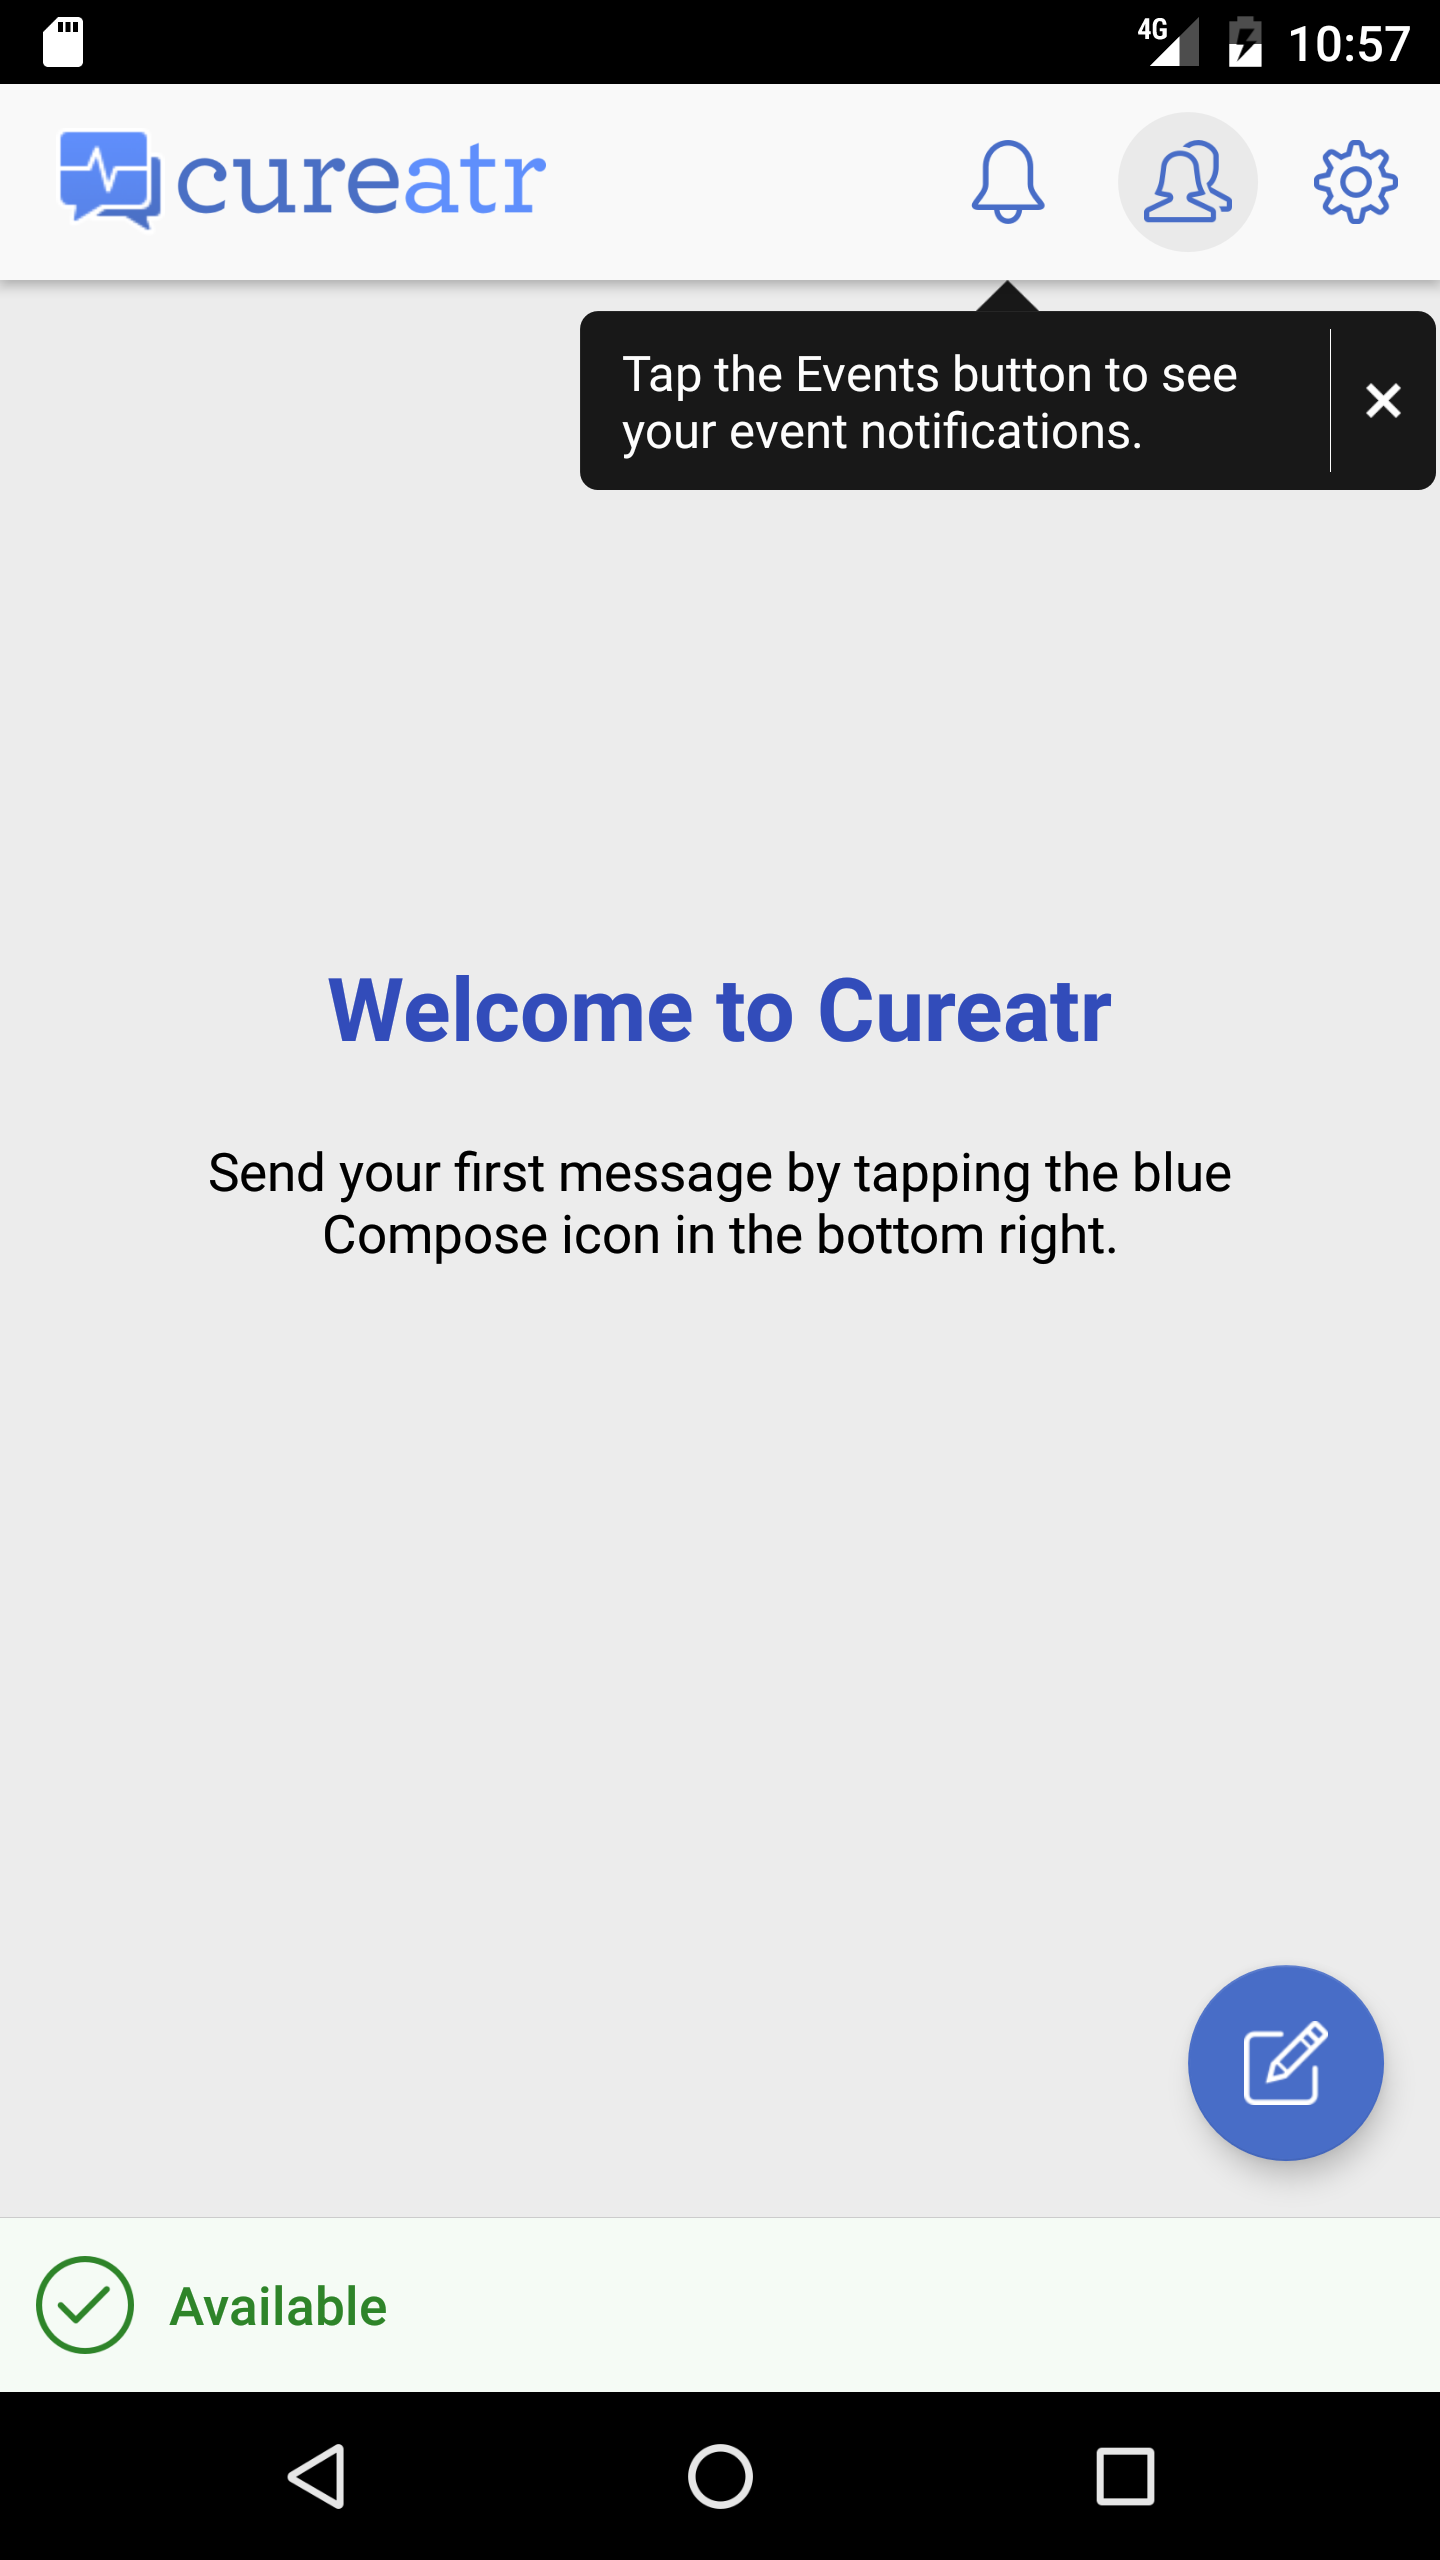 4G 10:57
cureatr
Tap the Events button to see
your event notifications.
Welcome to Cureatr
Send your first message by tapping the blue
Compose icon in the bottom right.
Available